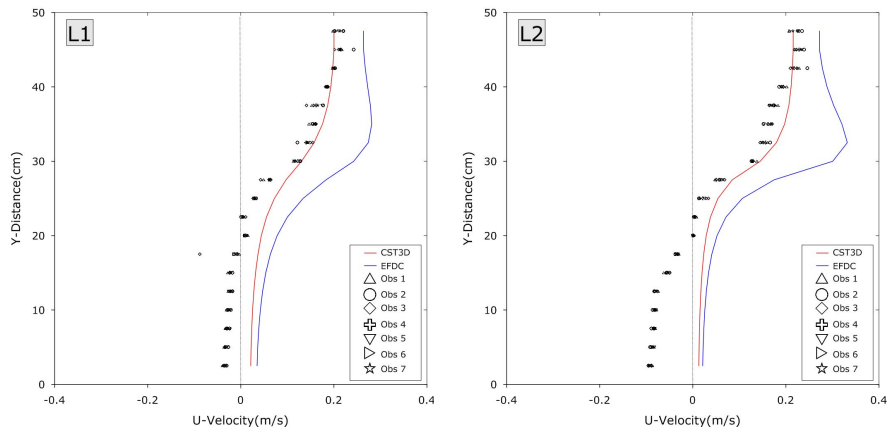 L1
Y-Distance(cm)
50
40
30
20
10
0
-0.4
-0.2
0
0.2
0.4
U-Velocity(m/s)
CST3D
EFDC
Obs 1
Obs 2
Obs 3
Obs 4
Obs 5
Obs 6
Obs 7
L2
Y-Distance(cm)
50
40
30
20
10
0
-0.4
-0.2
0
0.2
0.4
U-Velocity(m/s)
CST3D
EFDC
Obs 1
Obs 2
Obs 3
Obs 4
Obs 5
Obs 6
Obs 7